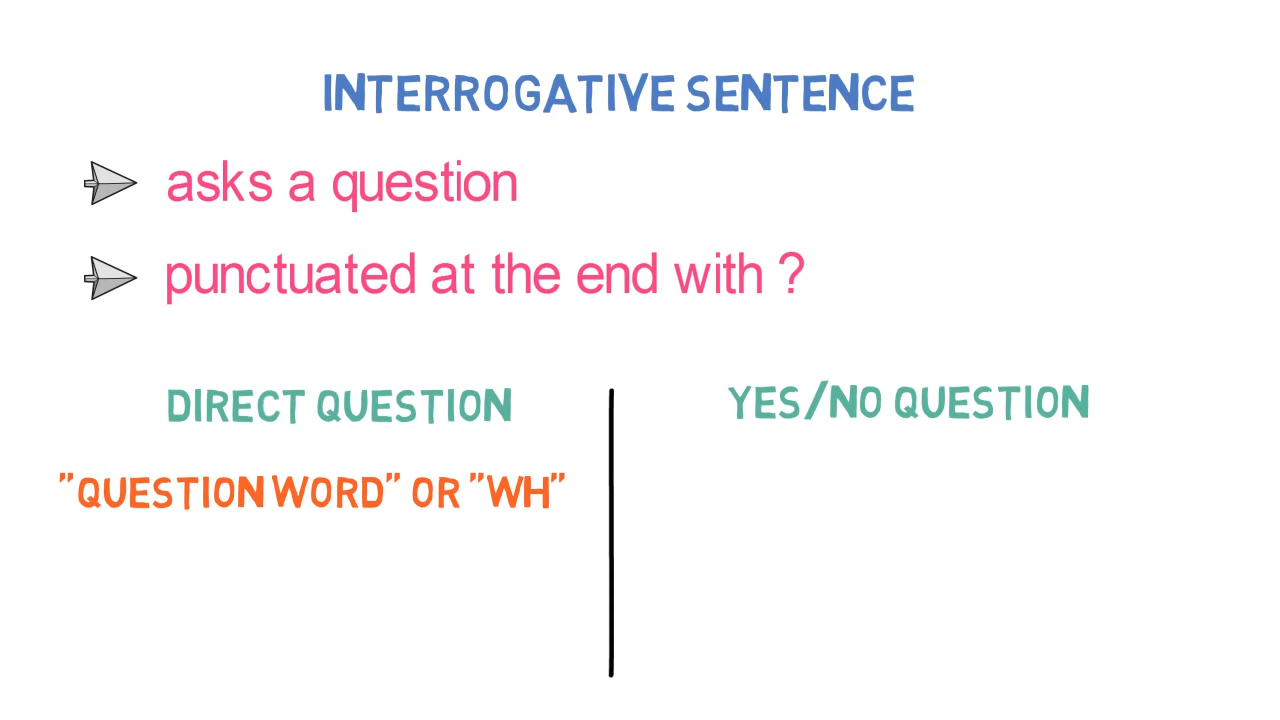 INTERROGATIVE SENTENCE
asks a question
punctuated at the end with ?
DIRECT QUESTION
"QUESTION WORD" OR "WH"
YES/NO QUESTION